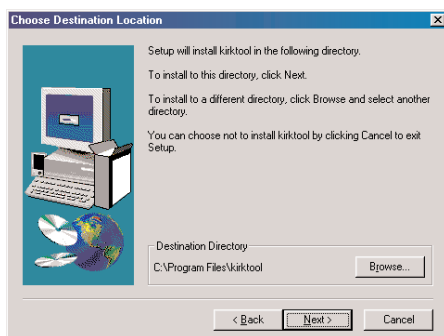 Choose Destination Location
Setup will install kirktool in the following directory.
To install to this directory, click Next.
To install to a different directory, click Browse and select another
directory.
You can choose not to install kirktool by clicking Cancel to exit
Setup.
Destination Directory
C:\Program Files\kirktool
Browse...
< Back
Next >
Cancel